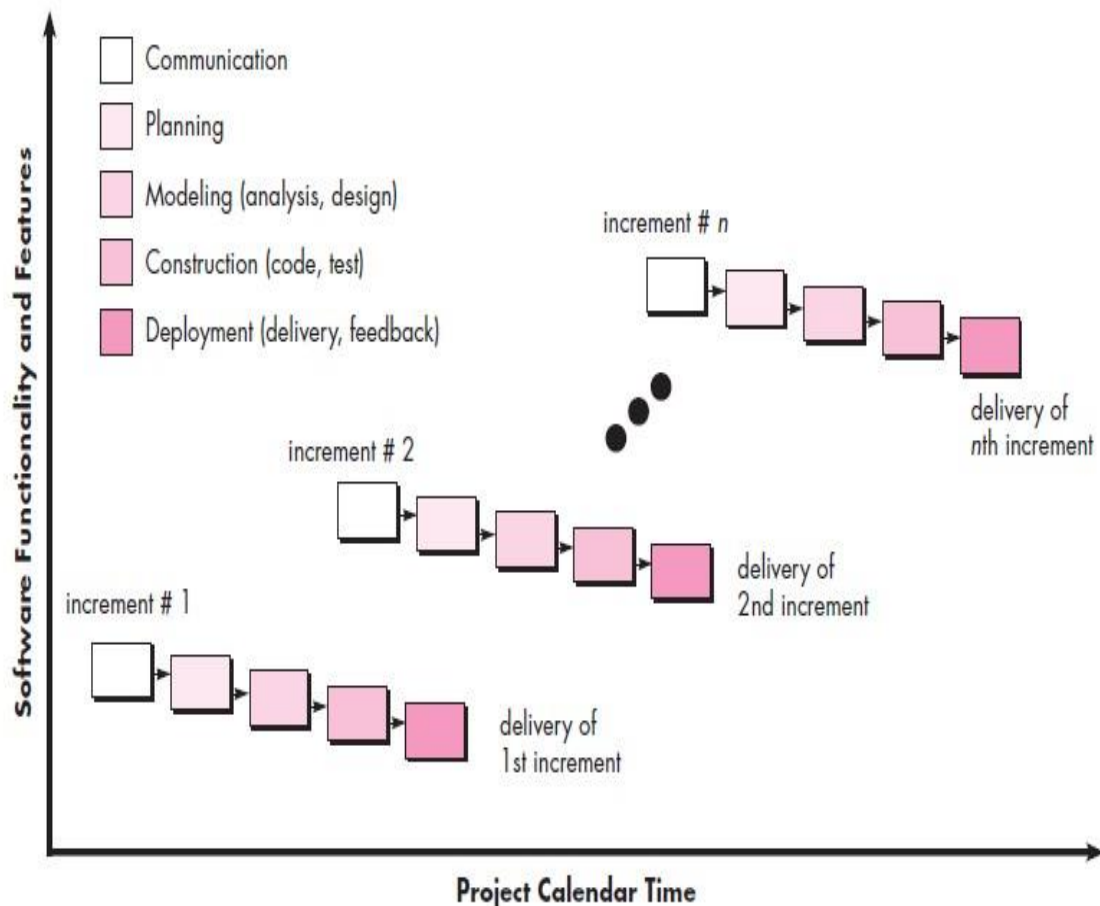 Software Functionality and Features
Communication
Planning
Modeling (analysis, design)
Construction (code, test)
Deployment (delivery, feedback)
increment # n
delivery of
nth increment
increment # 2
delivery of
2nd increment
increment # 1
delivery of
1st increment
Project Calendar Time